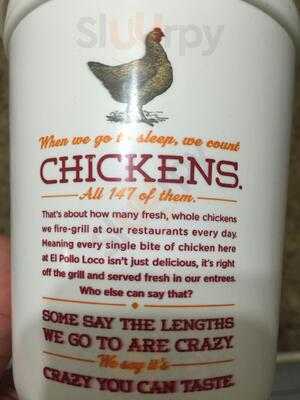 Slurpy
When we go to sleep, we count
CHICKENS.
All 147 of them.
That's about how many fresh, whole chickens
we fire-grill at our restaurants every day.
Meaning every single bite of chicken here
at El Pollo Loco isn't just delicious, it's right
off the grill and served fresh in our entrees.
Who else can say that?
SOME SAY THE LENGTHS
WE GO TO ARE CRAZY.
We say it's
CRAZY YOU CAN TASTE.